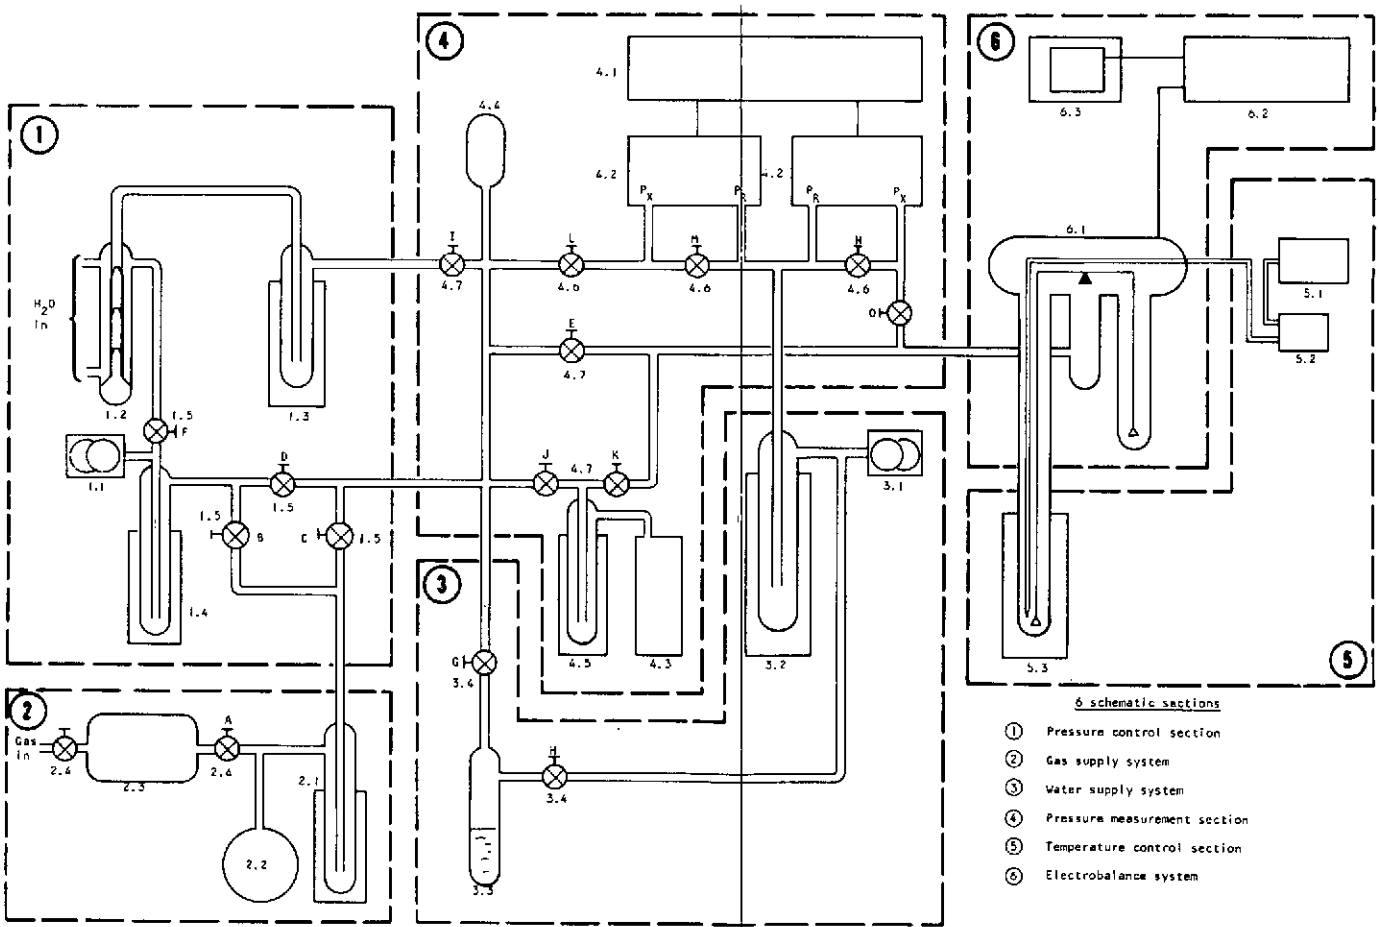 4
6
4.1
6.3
6.2
4.4
1
4.2
4.2
PX
PR
PR
PX
6.1
I
L
M
N
4.7
4.6
4.6
4.6
5.1
H2O
in
O
E
4.7
5.2
1.2
1.5
F
1.3
D
J
4.7
K
1.1
1.5
3.1
1.5
B
C
1.5
3
1.4
G
3.4
4.5
4.3
3.2
5.3
5
2
6 schematic sections
A
Gas
in
1 Pressure control section
2.4
2.4
2.3
2.1
H
2 Gas supply system
3.4
3 Water supply system
4 Pressure measurement section
5 Temperature control section
2.2
3.3
6 Electrobalance system